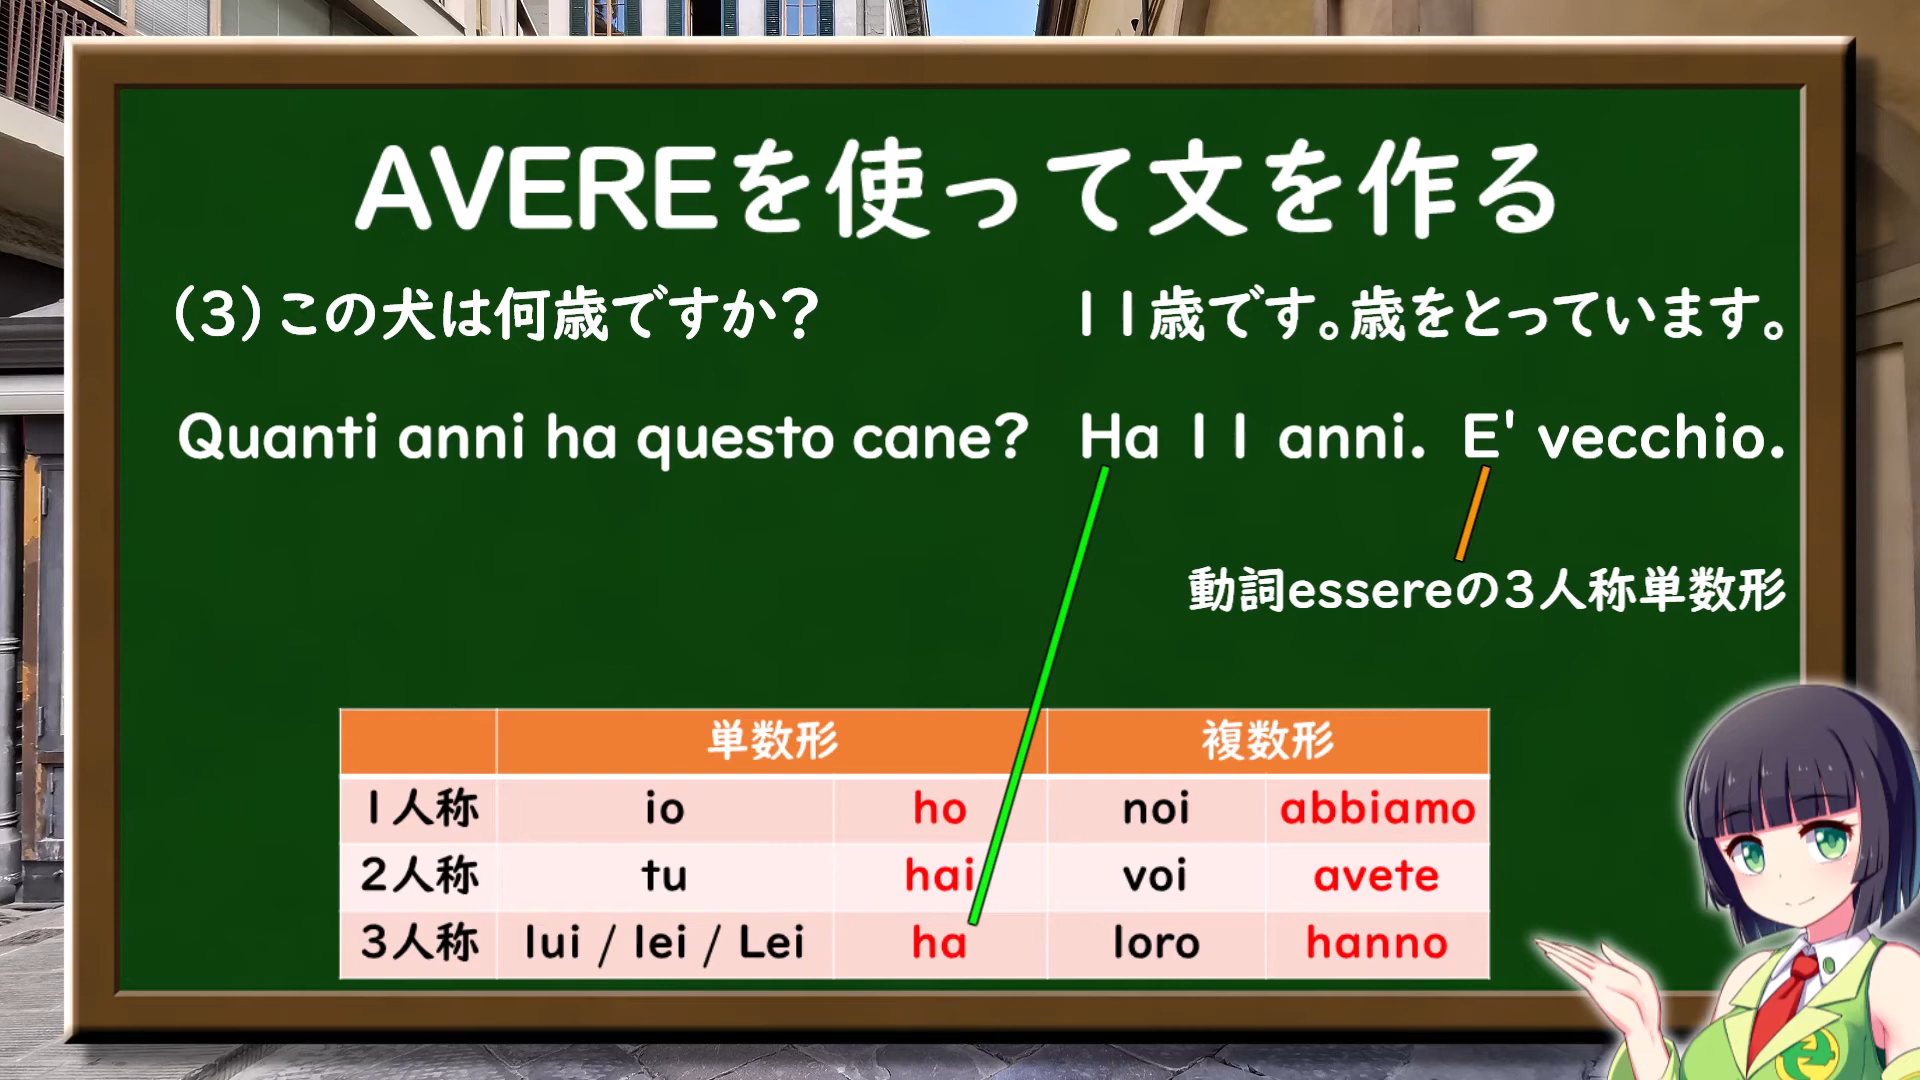 AVEREを使って文を作る
(3)この犬は何歳ですか? 11歳です。歳をとっています。
Quanti anni ha questo cane? Ha 11 anni. E' vecchio.
動詞essereの3人称単数形
単数形 複数形
1人称 io ho noi abbiamo
2人称 tu hai voi avete
3人称 lui / lei / Lei ha loro hanno